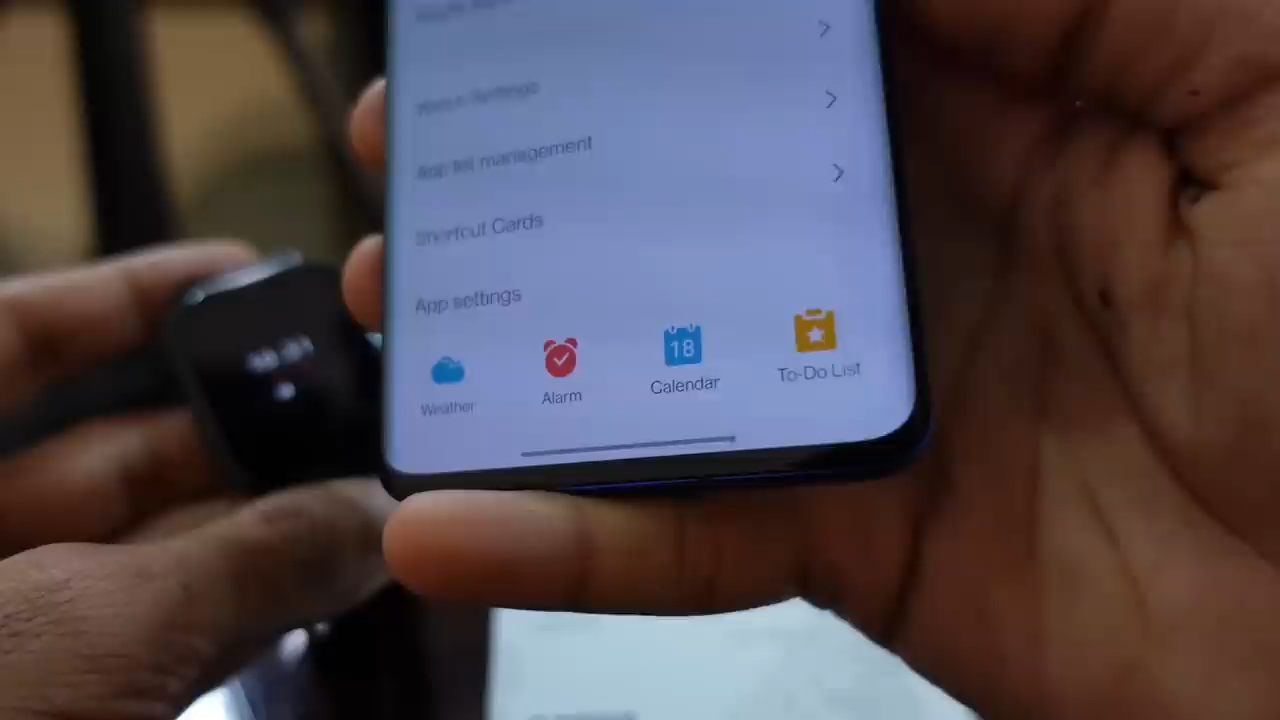 Watch Settings
App list management
Shortcut Cards
App settings
18
Weather
Alarm
Calendar
To-Do List